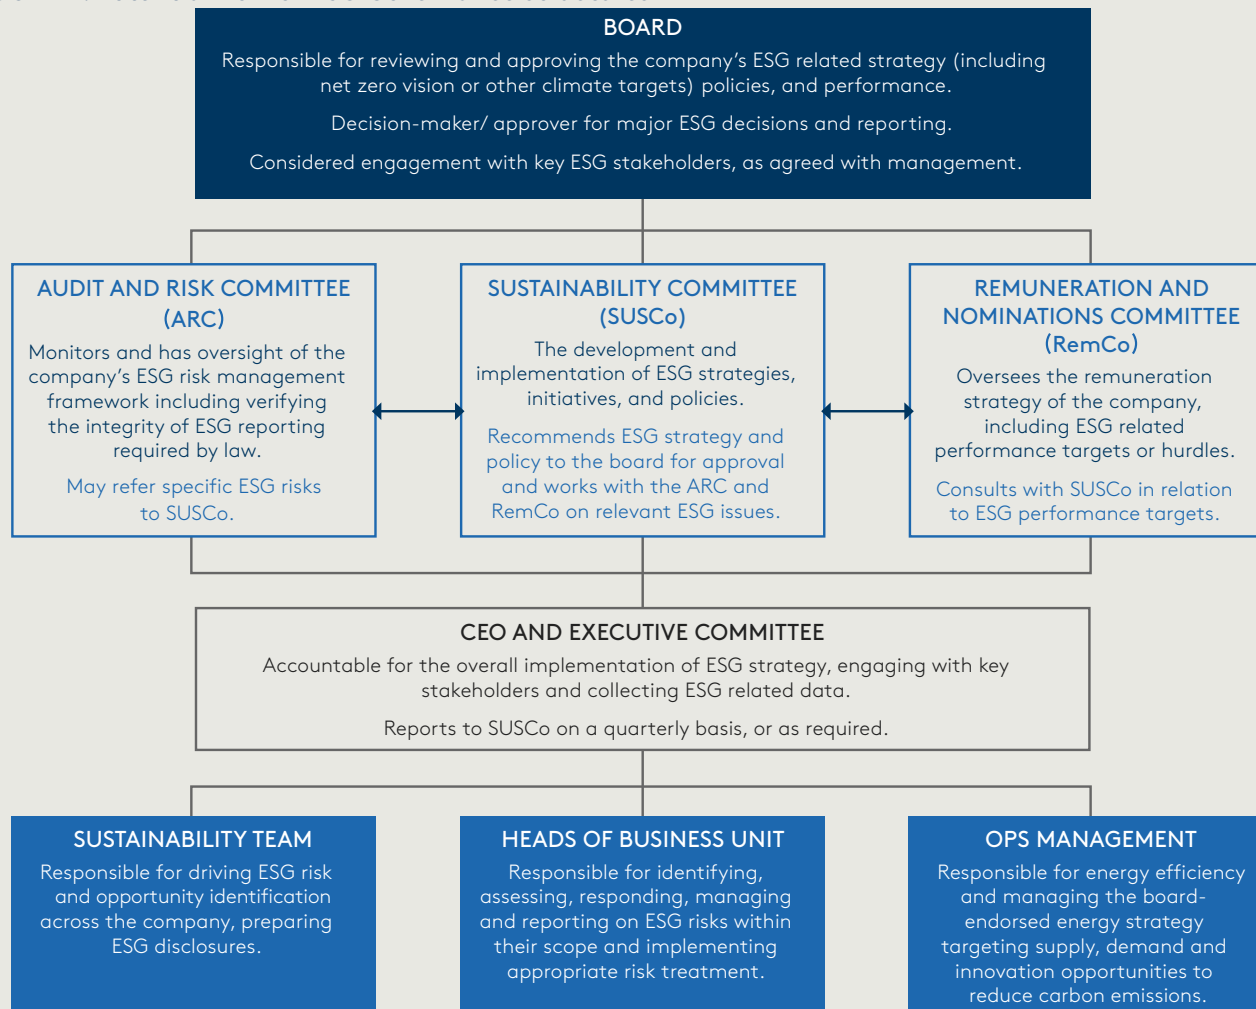 BOARD
Responsible for reviewing and approving the company’s ESG related strategy (including
net zero vision or other climate targets) policies, and performance.
Decision-maker/ approver for major ESG decisions and reporting.
Considered engagement with key ESG stakeholders, as agreed with management.
AUDIT AND RISK COMMITTEE
(ARC)
Monitors and has oversight of the
company’s ESG risk management
framework including verifying
the integrity of ESG reporting
required by law.
May refer specific ESG risks
to SUSCo.
SUSTAINABILITY COMMITTEE
(SUSCo)
The development and
implementation of ESG strategies,
initiatives, and policies.
Recommends ESG strategy and
policy to the board for approval
and works with the ARC and
RemCo on relevant ESG issues.
REMUNERATION AND
NOMINATIONS COMMITTEE
(RemCo)
Oversees the remuneration
strategy of the company,
including ESG related
performance targets or hurdles.
Consults with SUSCo in relation
to ESG performance targets.
CEO AND EXECUTIVE COMMITTEE
Accountable for the overall implementation of ESG strategy, engaging with key
stakeholders and collecting ESG related data.
Reports to SUSCo on a quarterly basis, or as required.
SUSTAINABILITY TEAM
Responsible for driving ESG risk
and opportunity identification
across the company, preparing
ESG disclosures.
HEADS OF BUSINESS UNIT
Responsible for identifying,
assessing, responding, managing
and reporting on ESG risks within
their scope and implementing
appropriate risk treatment.
OPS MANAGEMENT
Responsible for energy efficiency
and managing the board-
endorsed energy strategy
targeting supply, demand and
innovation opportunities to
reduce carbon emissions.